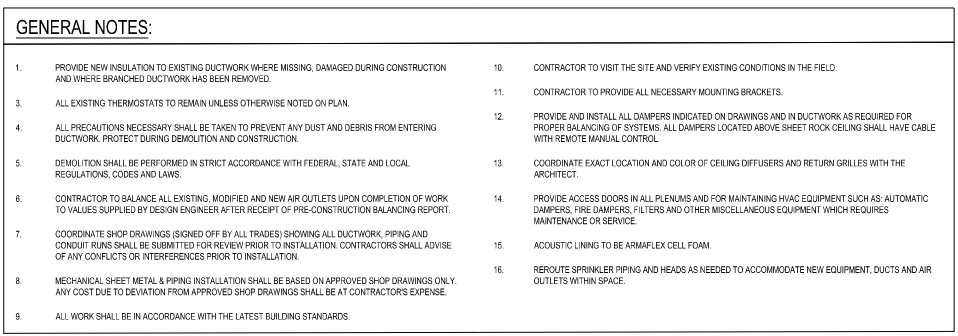 GENERAL NOTES:
1. PROVIDE NEW INSULATION TO EXISTING DUCTWORK WHERE MISSING, DAMAGED DURING CONSTRUCTION
AND WHERE BRANCHED DUCTWORK HAS BEEN REMOVED.
3. ALL EXISTING THERMOSTATS TO REMAIN UNLESS OTHERWISE NOTED ON PLAN.
4. ALL PRECAUTIONS NECESSARY SHALL BE TAKEN TO PREVENT ANY DUST AND DEBRIS FROM ENTERING
DUCTWORK. PROTECT DURING DEMOLITION AND CONSTRUCTION.
5. DEMOLITION SHALL BE PERFORMED IN STRICT ACCORDANCE WITH FEDERAL, STATE AND LOCAL
REGULATIONS, CODES AND LAWS.
6. CONTRACTOR TO BALANCE ALL EXISTING, MODIFIED AND NEW AIR OUTLETS UPON COMPLETION OF WORK
TO VALUES SUPPLIED BY DESIGN ENGINEER AFTER RECEIPT OF PRE-CONSTRUCTION BALANCING REPORT.
7. COORDINATE SHOP DRAWINGS (SIGNED OFF BY ALL TRADES) SHOWING ALL DUCTWORK, PIPING AND
CONDUIT RUNS SHALL BE SUBMITTED FOR REVIEW PRIOR TO INSTALLATION. CONTRACTORS SHALL ADVISE
OF ANY CONFLICTS OR INTERFERENCES PRIOR TO INSTALLATION.
8. MECHANICAL SHEET METAL & PIPING INSTALLATION SHALL BE BASED ON APPROVED SHOP DRAWINGS ONLY.
ANY COST DUE TO DEVIATION FROM APPROVED SHOP DRAWINGS SHALL BE AT CONTRACTOR'S EXPENSE.
9. ALL WORK SHALL BE IN ACCORDANCE WITH THE LATEST BUILDING STANDARDS.
10. CONTRACTOR TO VISIT THE SITE AND VERIFY EXISTING CONDITIONS IN THE FIELD.
11. CONTRACTOR TO PROVIDE ALL NECESSARY MOUNTING BRACKETS.
12. PROVIDE AND INSTALL ALL DAMPERS INDICATED ON DRAWINGS AND IN DUCTWORK AS REQUIRED FOR
PROPER BALANCING OF SYSTEMS. ALL DAMPERS LOCATED ABOVE SHEET ROCK CEILING SHALL HAVE CABLE
WITH REMOTE MANUAL CONTROL.
13. COORDINATE EXACT LOCATION AND COLOR OF CEILING DIFFUSERS AND RETURN GRILLES WITH THE
ARCHITECT.
14. PROVIDE ACCESS DOORS IN ALL PLENUMS AND FOR MAINTAINING HVAC EQUIPMENT SUCH AS: AUTOMATIC
DAMPERS, FIRE DAMPERS, FILTERS AND OTHER MISCELLANEOUS EQUIPMENT WHICH REQUIRES
MAINTENANCE OR SERVICE.
15. ACOUSTIC LINING TO BE ARMAFLEX CELL FOAM.
16. REROUTE SPRINKLER PIPING AND HEADS AS NEEDED TO ACCOMMODATE NEW EQUIPMENT, DUCTS AND AIR
OUTLETS WITHIN SPACE.